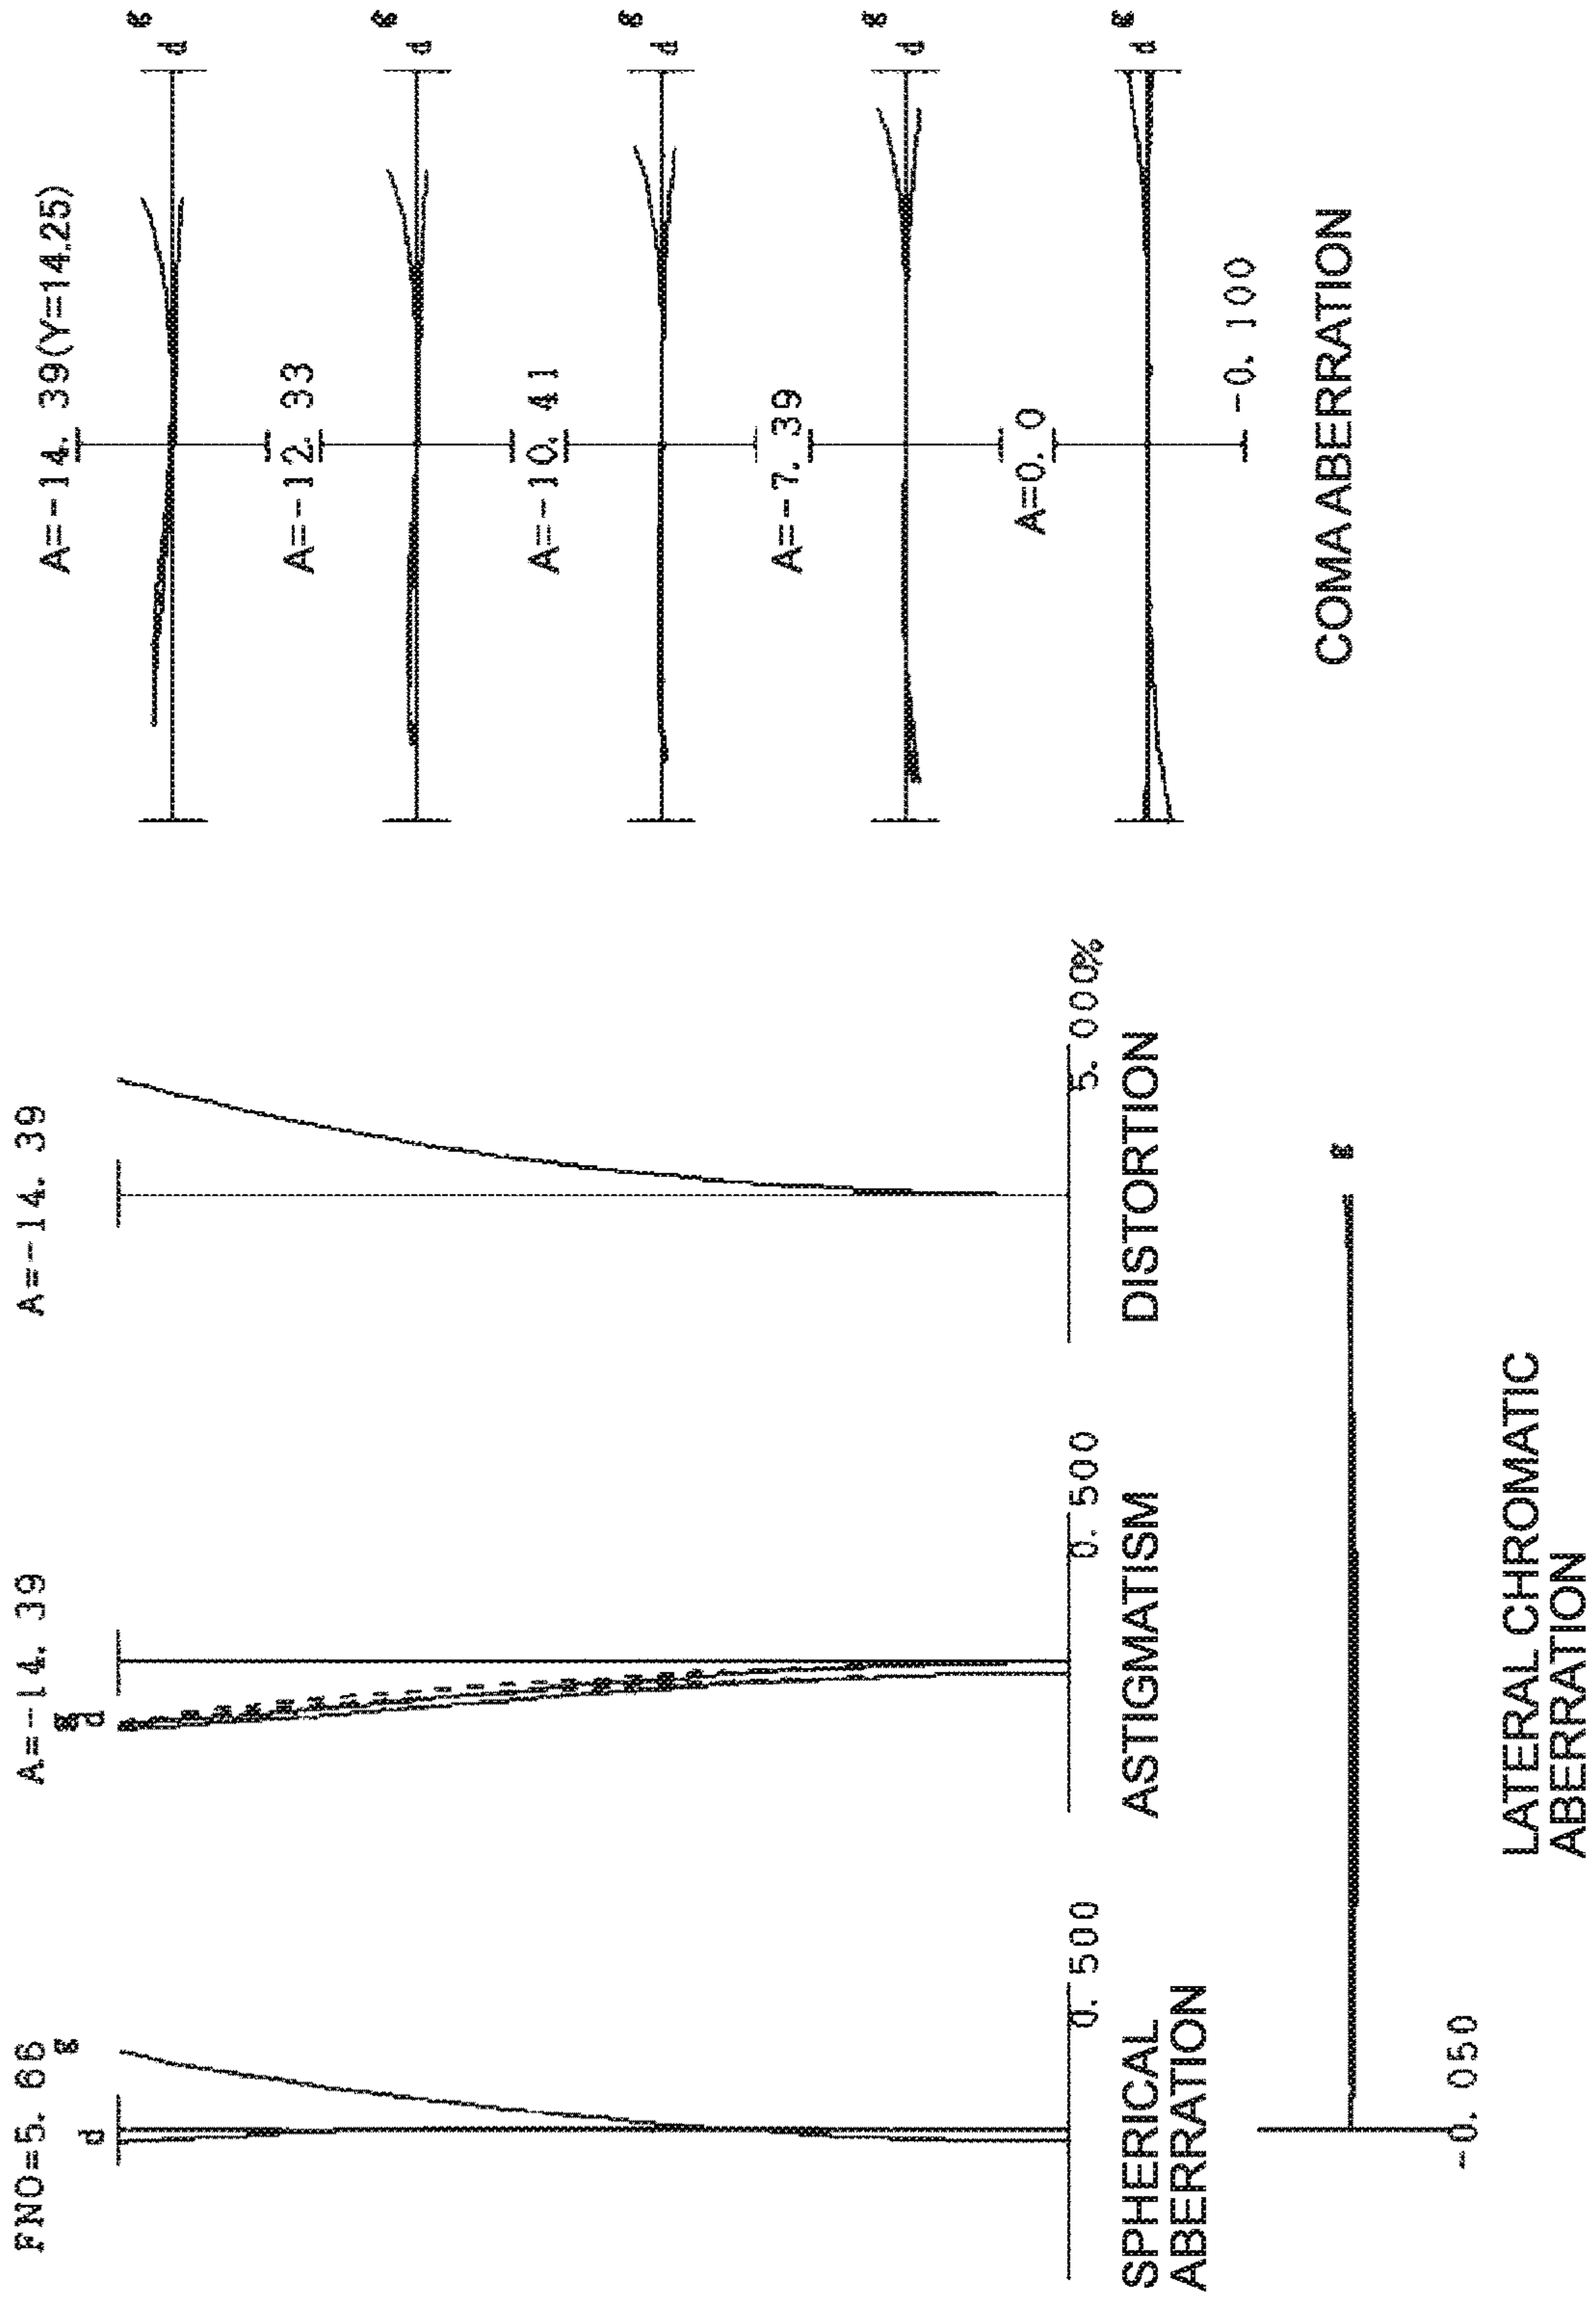 FNO=5. 66
g
d
0. 500
SPHERICAL
ABERRATION
A=-14. 39
g
d
0. 500
ASTIGMATISM
A=-14. 39
5. 000%
DISTORTION
g
-0. 050
LATERAL CHROMATIC
ABERRATION
A=-14. 39(Y=14.25)
g
d
A=-12. 33
g
d
A=-10. 41
g
d
A=-7. 39
g
d
A=0. 0
g
d
-0. 100
COMA ABERRATION